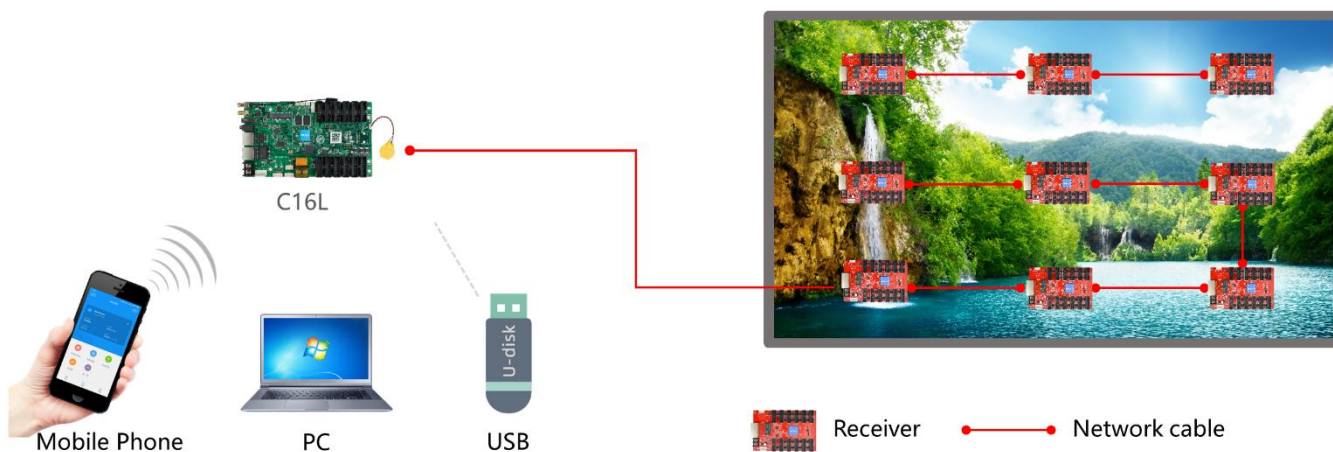 C16L
U-disk
Mobile Phone
PC
USB
Receiver
Network cable